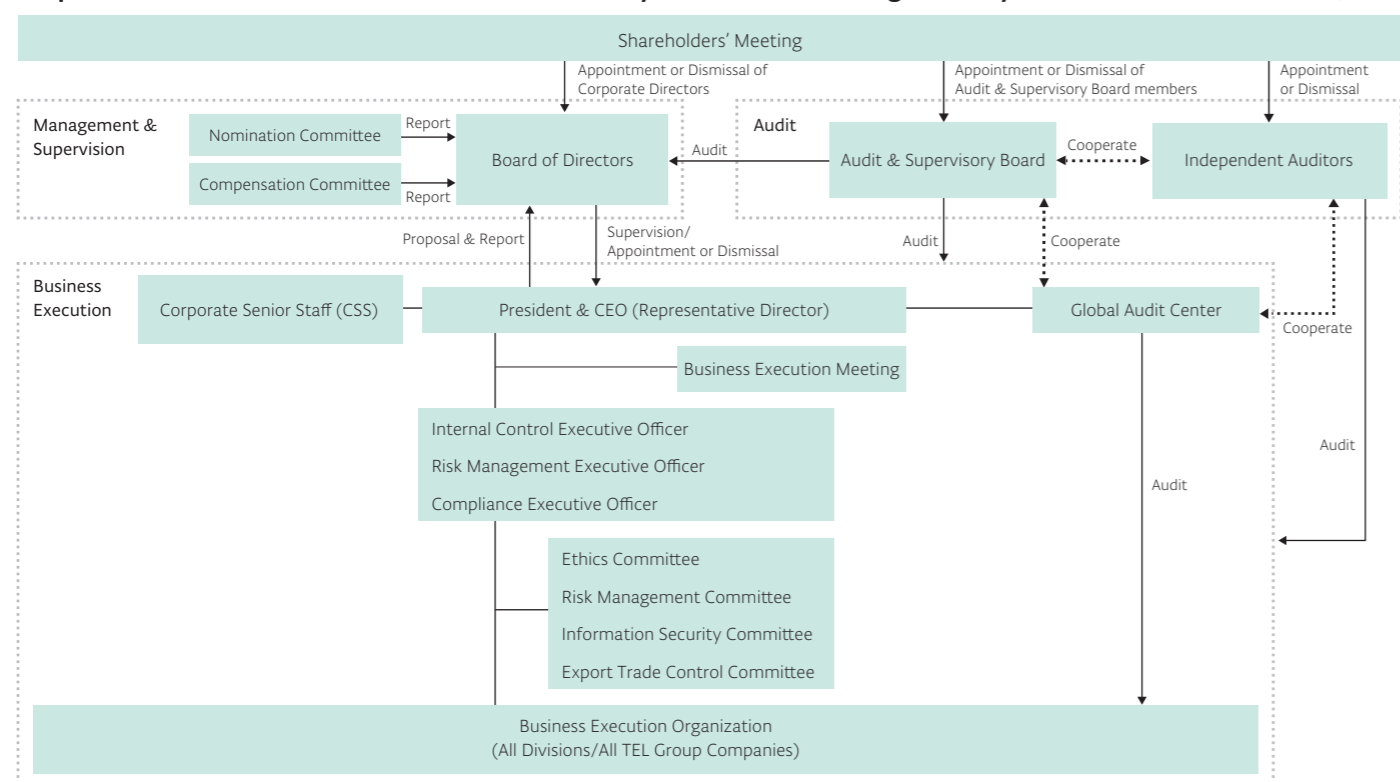 Shareholders' Meeting
Appointment or Dismissal of
Corporate Directors
Appointment or Dismissal of
Audit & Supervisory Board members
Appointment
or Dismissal
Management &
Supervision
Nomination Committee
Report
Compensation Committee
Report
Board of Directors
Audit
Audit
Audit & Supervisory Board
Cooperate
Independent Auditors
Proposal & Report
Supervision/
Appointment or Dismissal
Audit
Cooperate
Cooperate
Audit
Business
Execution
Corporate Senior Staff (CSS)
President & CEO (Representative Director)
Global Audit Center
Business Execution Meeting
Internal Control Executive Officer
Risk Management Executive Officer
Compliance Executive Officer
Audit
Ethics Committee
Risk Management Committee
Information Security Committee
Export Trade Control Committee
Business Execution Organization
(All Divisions/All TEL Group Companies)